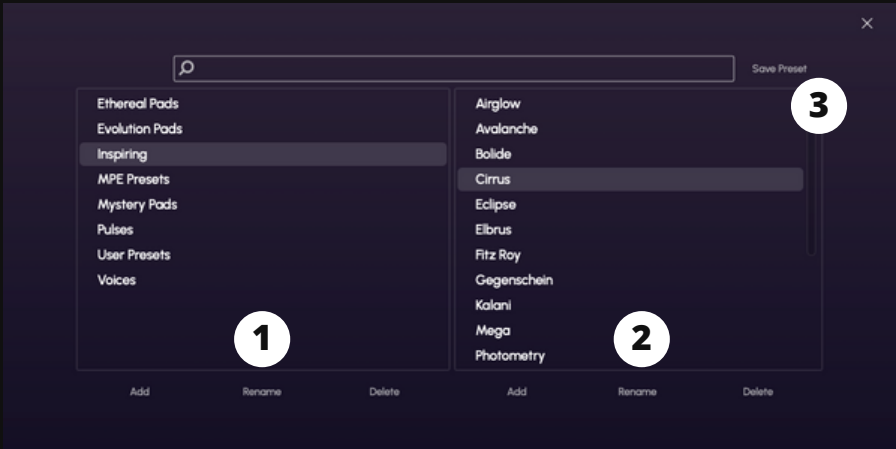 Save Preset
3
Ethereal Pads
Evolution Pads
Inspiring
MPE Presets
Mystery Pads
Pulses
User Presets
Voices
1
Add Rename Delete
Airglow
Avalanche
Bolide
Cirrus
Eclipse
Elbrus
Fitz Roy
Gegenschein
Kalani
Mega
Photometry
2
Add Rename Delete